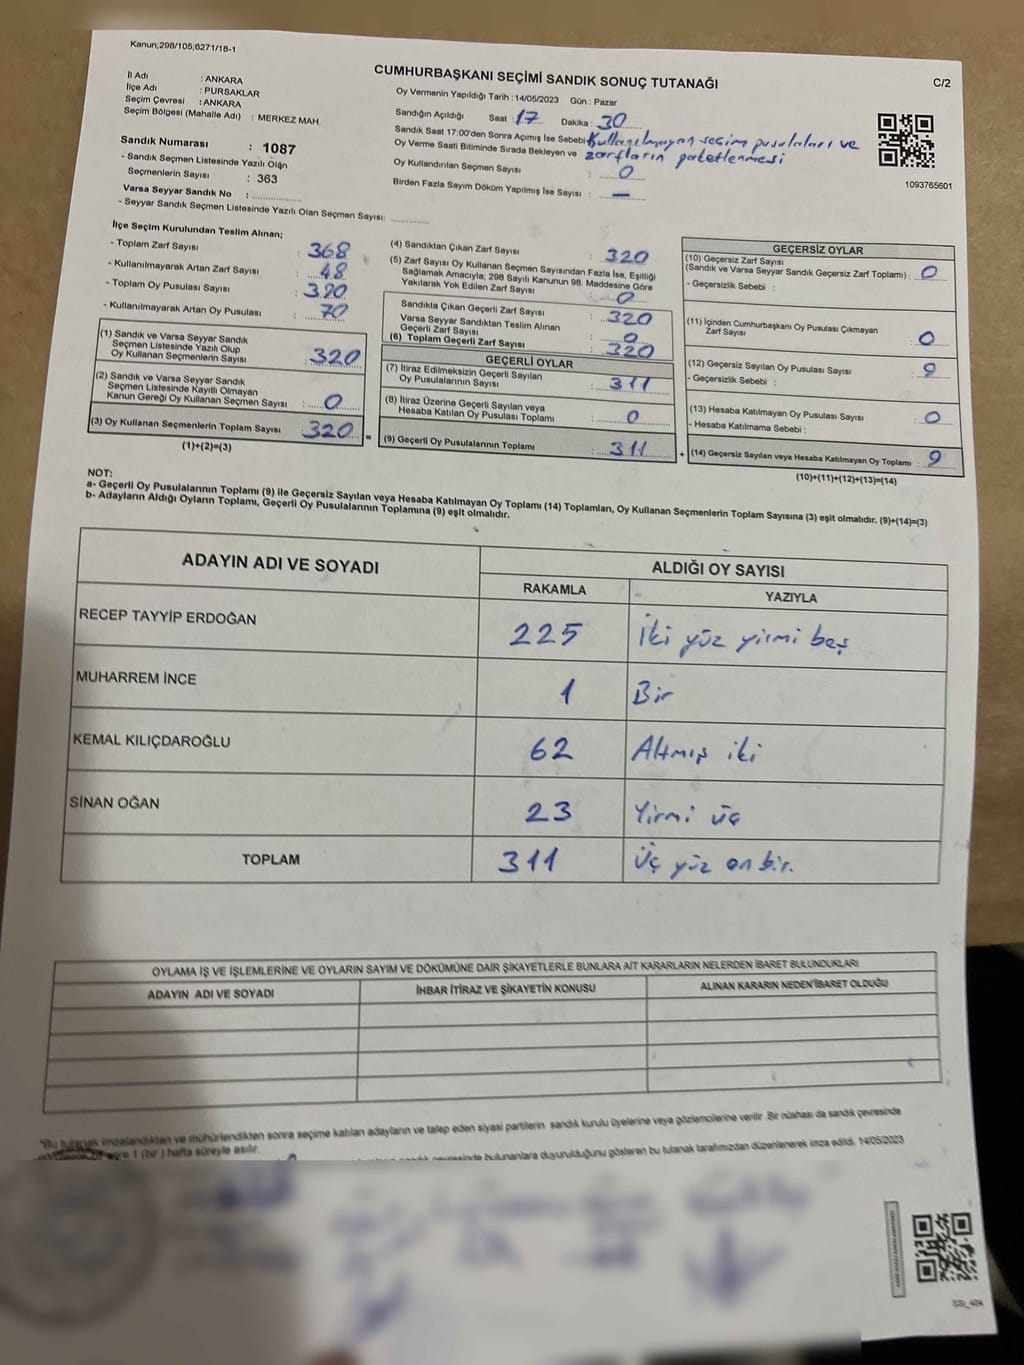 Kanun;298/105;6271/18-1
CUMHURBAŞKANI SEÇİMİ SANDIK SONUÇ TUTANAĞI
C/2
İl Adı : ANKARA
İlçe Adı : PURSAKLAR
Seçim Çevresi : ANKARA
Seçim Bölgesi (Mahalle Adı) : MERKEZ MAH.
Sandık Numarası : 1087
- Sandık Seçmen Listesinde Yazılı Olan
Seçmenlerin Sayısı : 363
Varsa Seyyar Sandık No :
- Seyyar Sandık Seçmen Listesinde Yazılı Olan Seçmen Sayısı:
Oy Vermenin Yapıldığı Tarih : 14/05/2023 Gün : Pazar
Sandığın Açıldığı Saat : 17 Dakika : 30
Sandık Saat 17:00'den Sonra Açımış İse Sebebi Kullanılmayan seçim pusulaları ve
Oy Verme Saati Bitiminde Sırada Bekleyen ve zarfların paketlenmesi
Oy Kullandırılan Seçmen Sayısı : 0
Birden Fazla Sayım Döküm Yapılmış İse Sayısı : —
1093765601
İlçe Seçim Kurulundan Teslim Alınan;
- Toplam Zarf Sayısı : 368
- Kullanılmayarak Artan Zarf Sayısı : 48
- Toplam Oy Pusulası Sayısı : 390
- Kullanılmayarak Artan Oy Pusulası : 70
(1) Sandık ve Varsa Seyyar Sandık
Seçmen Listesinde Yazılı Olup
Oy Kullanan Seçmenlerin Sayısı : 320
(2) Sandık ve Varsa Seyyar Sandık
Seçmen Listesinde Kayıtlı Olmayan
Kanun Gereği Oy Kullanan Seçmen Sayısı : 0
(3) Oy Kullanan Seçmenlerin Toplam Sayısı : 320
(1)+(2)=(3)
(4) Sandıktan Çıkan Zarf Sayısı : 320
(5) Zarf Sayısı Oy Kullanan Seçmen Sayısından Fazla İse, Eşitliği
Sağlamak Amacıyla; 298 Sayılı Kanunun 98. Maddesine Göre
Yakılarak Yok Edilen Zarf Sayısı : 0
Sandıkta Çıkan Geçerli Zarf Sayısı : 320
Varsa Seyyar Sandıktan Teslim Alınan
Geçerli Zarf Sayısı : 0
(6) Toplam Geçerli Zarf Sayısı : 320
GEÇERLİ OYLAR
(7) İtiraz Edilmeksizin Geçerli Sayılan
Oy Pusulalarının Sayısı : 311
(8) İtiraz Üzerine Geçerli Sayılan veya
Hesaba Katılan Oy Pusulası Toplamı : 0
= (9) Geçerli Oy Pusulalarının Toplamı : 311
GEÇERSİZ OYLAR
(10) Geçersiz Zarf Sayısı
(Sandık ve Varsa Seyyar Sandık Geçersiz Zarf Toplamı) : 0
- Geçersizlik Sebebi :
(11) İçinden Cumhurbaşkanı Oy Pusulası Çıkmayan
Zarf Sayısı : 0
(12) Geçersiz Sayılan Oy Pusulası Sayısı : 9
- Geçersizlik Sebebi :
(13) Hesaba Katılmayan Oy Pusulası Sayısı : 0
- Hesaba Katılmama Sebebi :
+ (14) Geçersiz Sayılan veya Hesaba Katılmayan Oy Toplamı : 9
(10)+(11)+(12)+(13)=(14)
NOT:
a- Geçerli Oy Pusulalarının Toplamı (9) ile Geçersiz Sayılan veya Hesaba Katılmayan Oy Toplamı (14) Toplamları, Oy Kullanan Seçmenlerin Toplam Sayısına (3) eşit olmalıdır. (9)+(14)=(3)
b- Adayların Aldığı Oyların Toplamı, Geçerli Oy Pusulalarının Toplamına (9) eşit olmalıdır.
ADAYIN ADI VE SOYADI ALDIĞI OY SAYISI
RAKAMLA YAZIYLA
RECEP TAYYİP ERDOĞAN 225 İki yüz yirmi beş
MUHARREM İNCE 1 Bir
KEMAL KILIÇDAROĞLU 62 Altmış iki
SİNAN OĞAN 23 Yirmi üç
TOPLAM 311 Üç yüz on bir.
OYLAMA İŞ VE İŞLEMLERİNE VE OYLARIN SAYIM VE DÖKÜMÜNE DAİR ŞİKAYETLERLE BUNLARA AİT KARARLARIN NELERDEN İBARET BULUNDUKLARI
ADAYIN ADI VE SOYADI İHBAR İTİRAZ VE ŞİKAYETİN KONUSU ALINAN KARARIN NEDEN İBARET OLDUĞU
"Bu tutanak imzalandıktan ve mühürlendikten sonra seçime katılan adayların ve talep eden siyasi partilerin sandık kurulu üyelerine veya gözlemcilerine verilir. Bir nüshası da sandık çevresinde
göre 1 (bir ) hafta süreyle asılır.
sandık çevresinde bulunanlara duyurulduğunu gösteren bu tutanak tarafımızdan düzenlenerek imza edildi. 14/05/2023